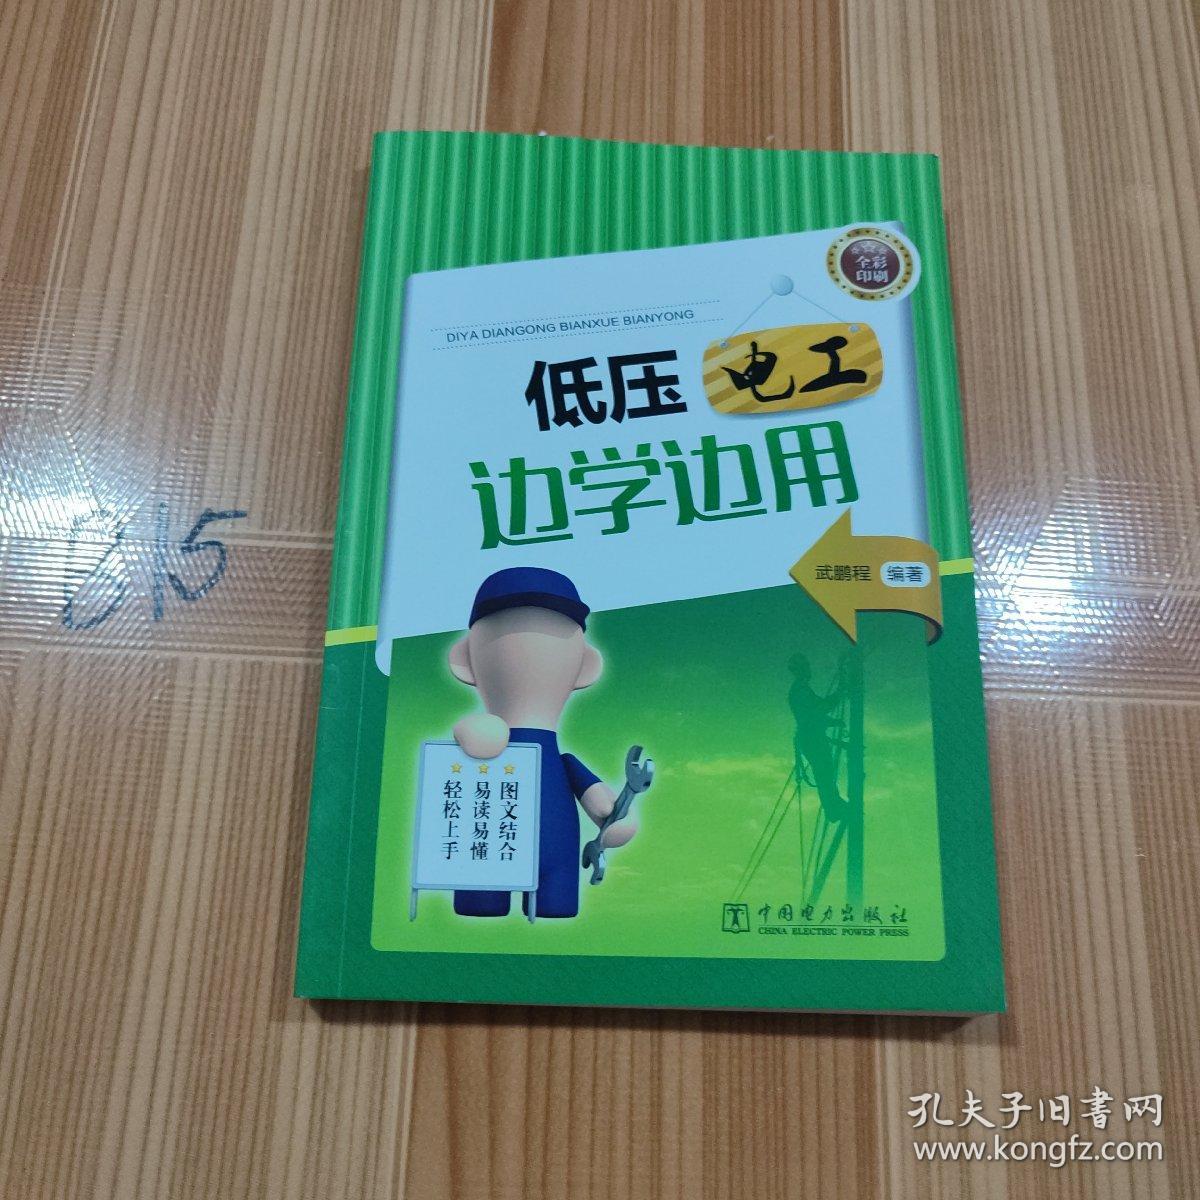 全彩
印刷
DIYA DIANGONG BIANXUE BIANYONG
低压电工
边学边用
武鹏程 编著
图文结合
易读易懂
轻松上手
中国电力出版社
CHINA ELECTRIC POWER PRESS
孔夫子旧書网
www.kongfz.com